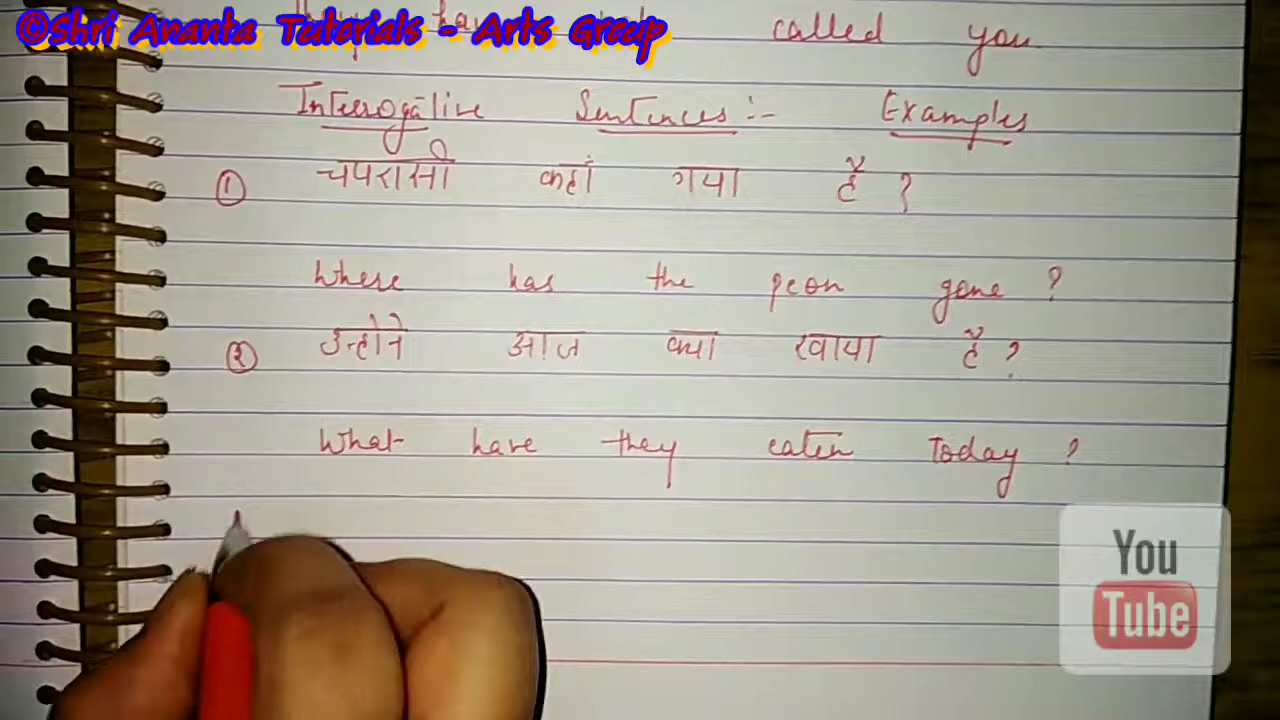 ©Shri Ananta Tutorials - Arts Group
called you
Interrogative Sentences :- Examples
① चपरासी कहां गया है ?
Where has the peon gone ?
② उन्होने आज क्या खाया है ?
What have they eaten today ?
You
Tube